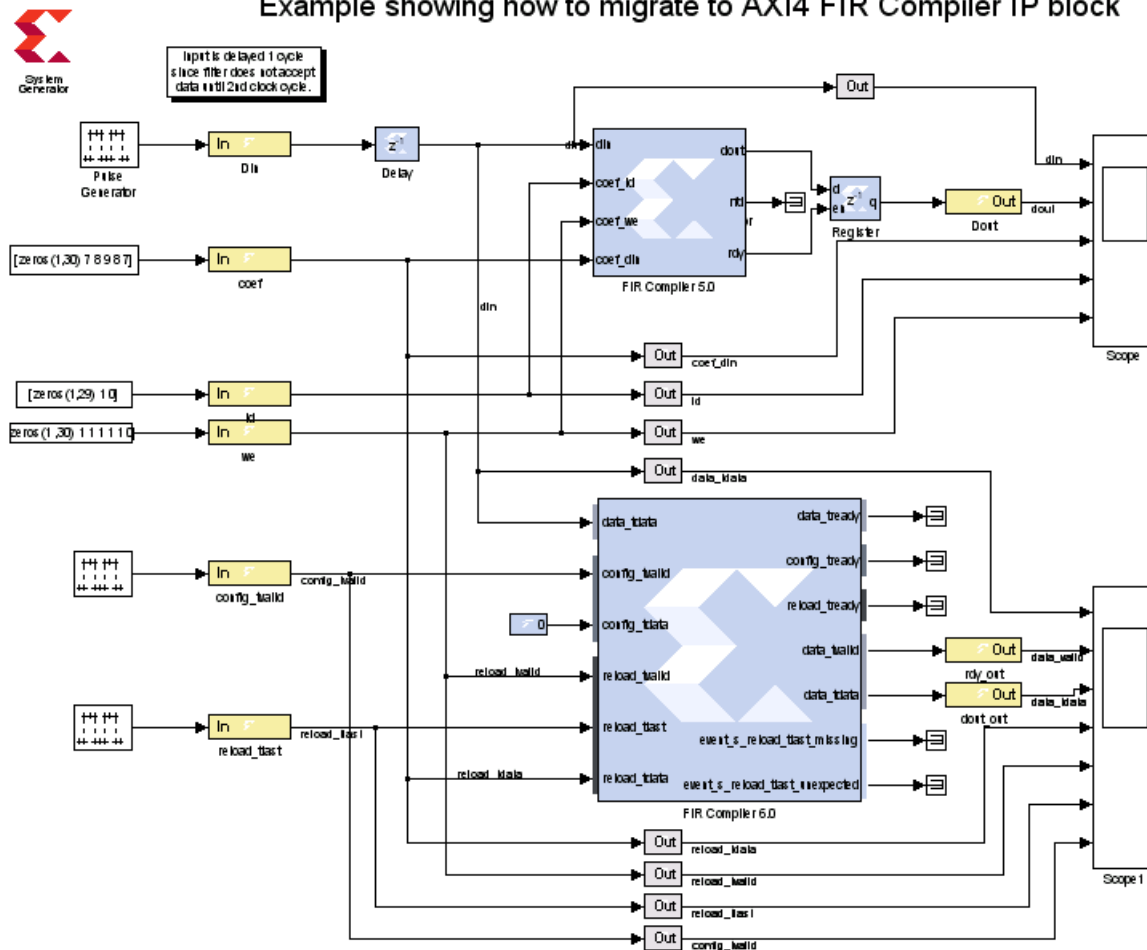 Example showing how to migrate to AXI4 FIR Compiler IP block
System
Generator
Input is delayed 1 cycle
since filter does not accept
data until 2nd clock cycle.
Out
Pulse
Generator
In
Din
z-1
Delay
din
coef_ld
coef_we
coef_din
dout
rfd
rdy
FIR Compiler 5.0
d
en
z-1
q
Register
Out
Dout
din
dout
[zeros(1,30) 7 8 9 8 7]
In
coef
din
Scope
Out
coef_din
[zeros(1,29) 1 0]
In
ld
Out
ld
zeros(1,30) 1 1 1 1 1 0]
In
we
Out
we
Out
data_tdata
In
config_tvalid
config_tvalid
0
data_tdata
config_tvalid
config_tdata
reload_tvalid
reload_tlast
reload_tdata
data_tready
config_tready
reload_tready
data_tvalid
data_tdata
event_s_reload_tlast_missing
event_s_reload_tlast_unexpected
FIR Compiler 6.0
reload_tvalid
In
reload_tlast
reload_tlast
reload_tdata
Out
rdy_out
data_valid
Out
dout_out
data_tdata
Out
reload_tdata
Out
reload_tvalid
Out
reload_tlast
Out
config_tvalid
Scope1